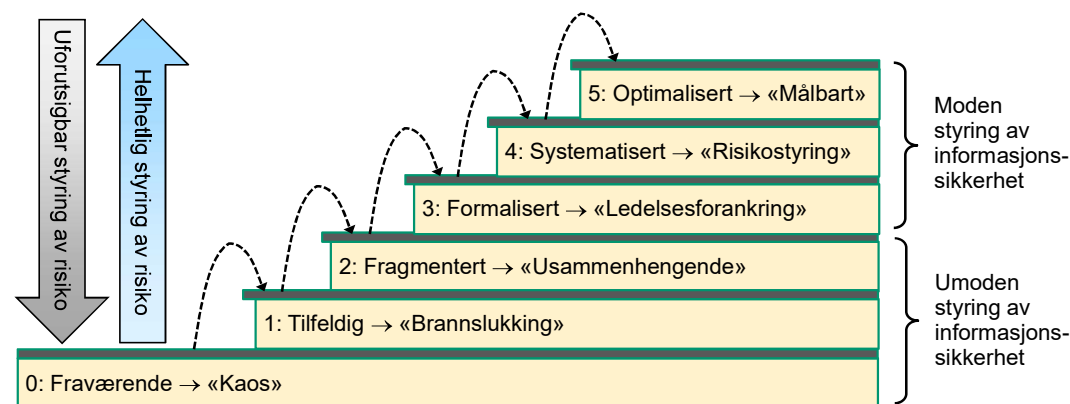 Uforutsigbar styring av risiko
Helhetlig styring av risiko
5: Optimalisert → «Målbart»
4: Systematisert → «Risikostyring»
3: Formalisert → «Ledelsesforankring»
2: Fragmentert → «Usammenhengende»
1: Tilfeldig → «Brannslukking»
0: Fraværende → «Kaos»
Moden
styring av
informasjons-
sikkerhet
Umoden
styring av
informasjons-
sikkerhet